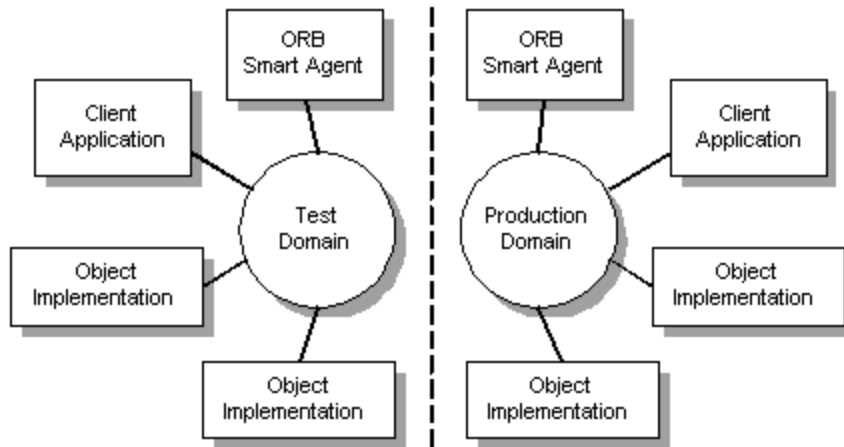 ORB
Smart Agent
Client
Application
Test
Domain
Object
Implementation
Object
Implementation
ORB
Smart Agent
Client
Application
Production
Domain
Object
Implementation
Object
Implementation